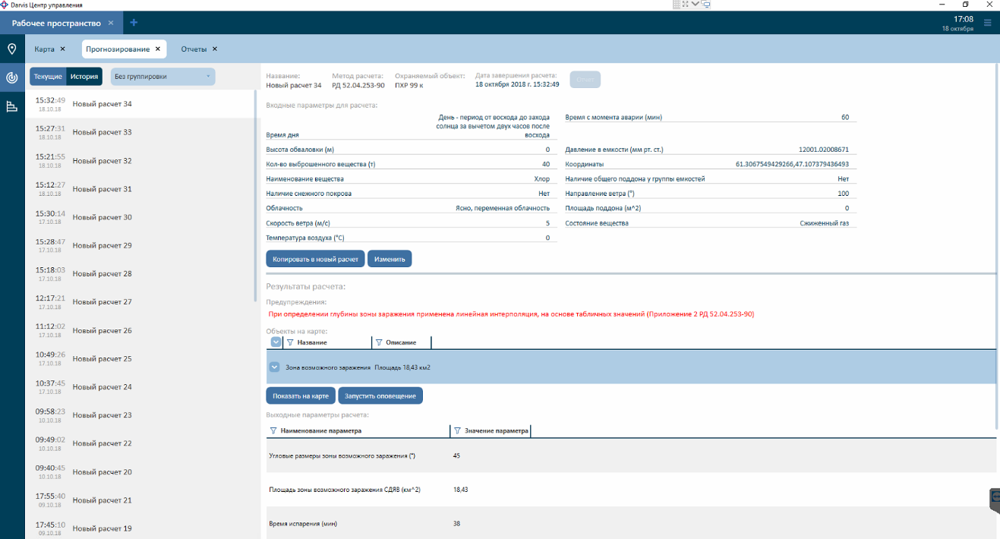 Darvis Центр управления
Рабочее пространство
17:08
18 октября
Карта
Прогнозирование
Отчеты
Текущие
История
Без группировки
15:32:49
18.10.18
Новый расчет 34
15:27:31
18.10.18
Новый расчет 33
15:21:55
18.10.18
Новый расчет 32
15:12:27
18.10.18
Новый расчет 31
15:30:14
17.10.18
Новый расчет 30
15:28:47
17.10.18
Новый расчет 29
15:18:03
17.10.18
Новый расчет 28
12:17:21
17.10.18
Новый расчет 27
11:12:02
17.10.18
Новый расчет 26
10:49:26
17.10.18
Новый расчет 25
10:37:45
17.10.18
Новый расчет 24
09:58:23
10.10.18
Новый расчет 23
09:49:02
10.10.18
Новый расчет 22
09:40:45
10.10.18
Новый расчет 20
17:55:40
09.10.18
Новый расчет 21
17:45:10
09.10.18
Новый расчет 19
Название: Метод расчета: Охраняемый объект: Дата завершения расчета:
Новый расчет 34 РД 52.04.253-90 ПХР 99 к 18 октября 2018 г. 15:32:49
Отчет
Входные параметры для расчета:
Время дня День - период от восхода до захода
солнца за вычетом двух часов после
восхода
Время с момента аварии (мин) 60
Высота обваловки (м) 0 Давление в емкости (мм рт. ст.) 12001.02008671
Кол-во выброшенного вещества (т) 40 Координаты 61.3067549429266,47.107379436493
Наименование вещества Хлор Наличие общего поддона у группы емкостей Нет
Наличие снежного покрова Нет Направление ветра (°) 100
Облачность Ясно, переменная облачность Площадь поддона (м^2) 0
Скорость ветра (м/с) 5 Состояние вещества Сжиженный газ
Температура воздуха (°С) 0
Копировать в новый расчет
Изменить
Результаты расчета:
Предупреждения:
При определении глубины зоны заражения применена линейная интерполяция, на основе табличных значений (Приложение 2 РД 52.04.253-90)
Объекты на карте:
Название Описание
Зона возможного заражения Площадь 18,43 км2
Показать на карте
Запустить оповещение
Выходные параметры расчета:
Наименование параметра Значение параметра
Угловые размеры зоны возможного заражения (°) 45
Площадь зоны возможного заражения СДЯВ (км^2) 18,43
Время испарения (мин) 38